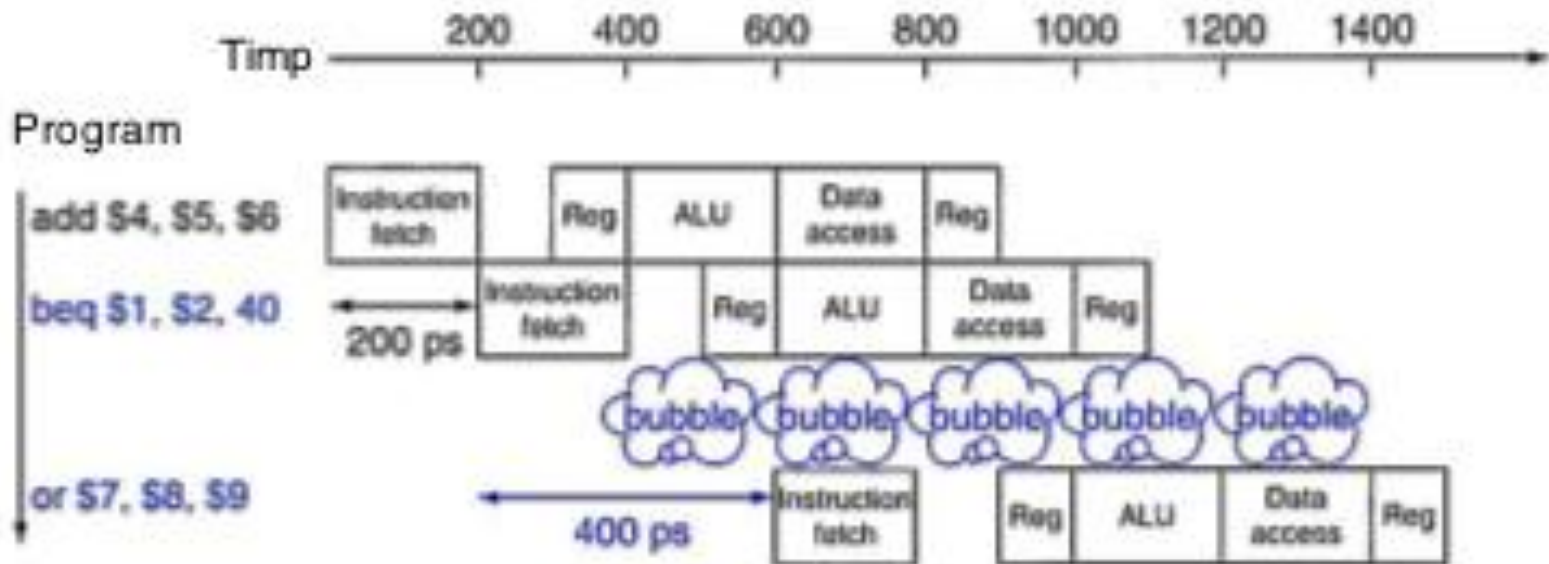 200 400 600 800 1000 1200 1400
Timp
Program
add $4, $5, $6
Instruction fetch
Reg
ALU
Data access
Reg
beq $1, $2, 40
200 ps
Instruction fetch
Reg
ALU
Data access
Reg
bubble bubble bubble bubble bubble
or $7, $8, $9
400 ps
Instruction fetch
Reg
ALU
Data access
Reg